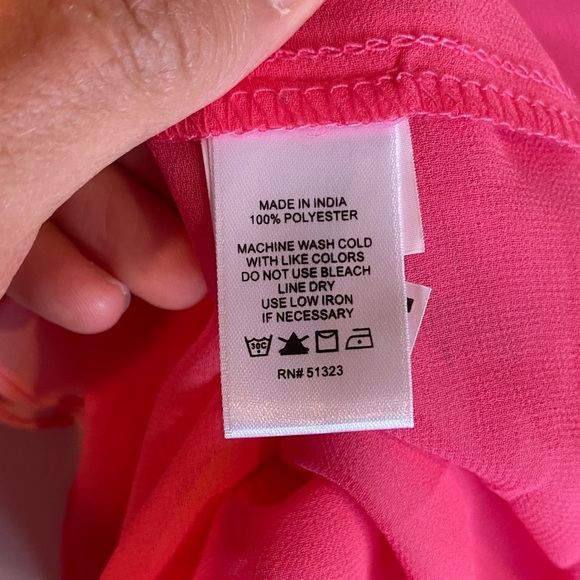 MADE IN INDIA
100% POLYESTER
MACHINE WASH COLD
WITH LIKE COLORS
DO NOT USE BLEACH
LINE DRY
USE LOW IRON
IF NECESSARY
30C
RN# 51323